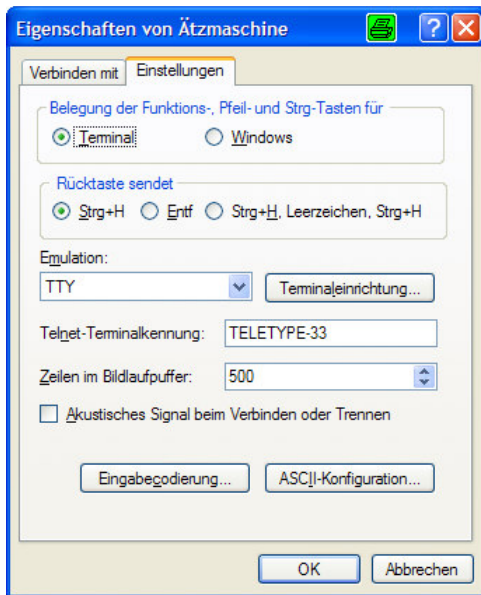 Eigenschaften von Ätzmaschine
Verbinden mit Einstellungen
Belegung der Funktions-, Pfeil- und Strg-Tasten für
Terminal Windows
Rücktaste sendet
Strg+H Entf Strg+H, Leerzeichen, Strg+H
Emulation:
TTY Terminaleinrichtung...
Telnet-Terminalkennung: TELETYPE-33
Zeilen im Bildlaufpuffer: 500
Akustisches Signal beim Verbinden oder Trennen
Eingabecodierung... ASCII-Konfiguration...
OK Abbrechen